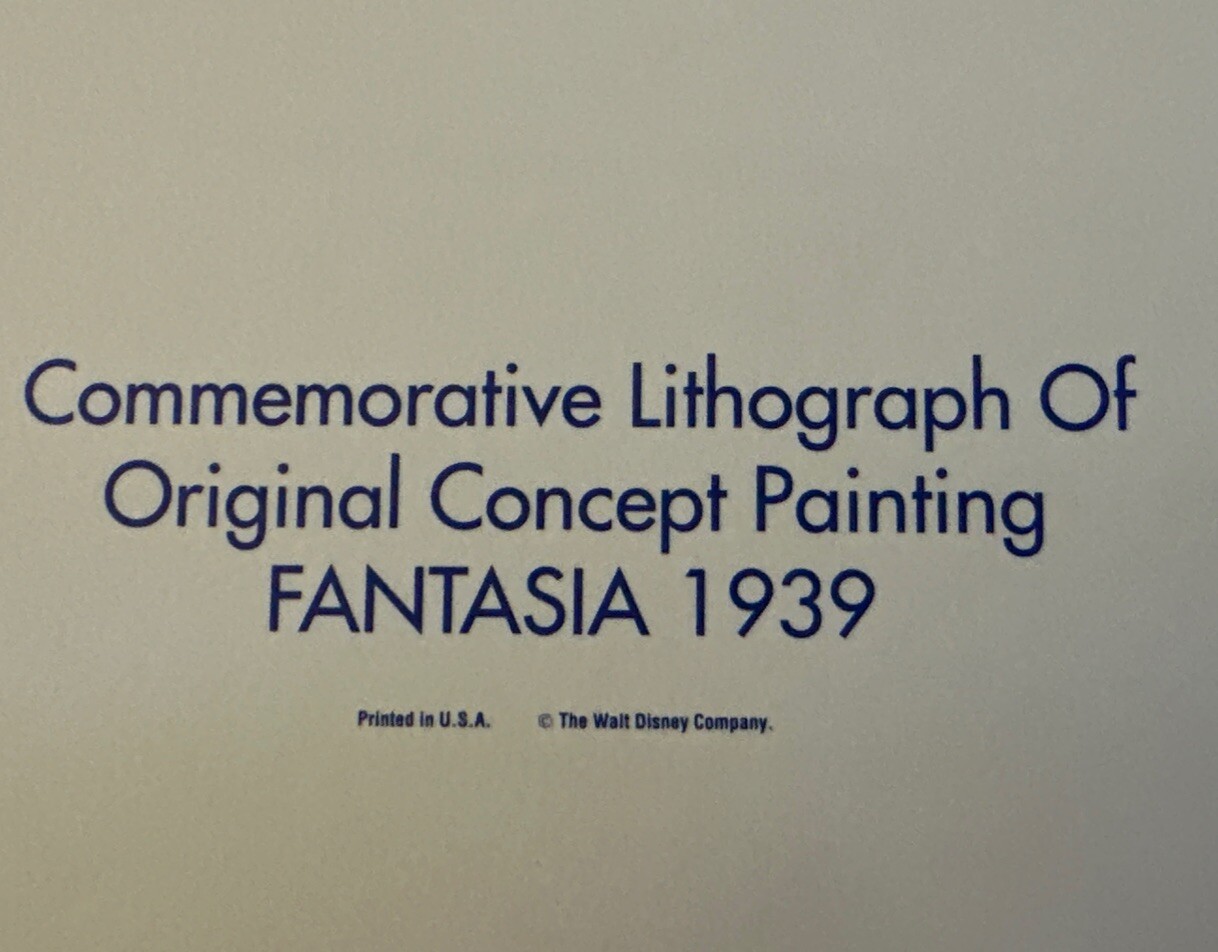 Commemorative Lithograph Of
Original Concept Painting
FANTASIA 1939
Printed in U.S.A. © The Walt Disney Company.